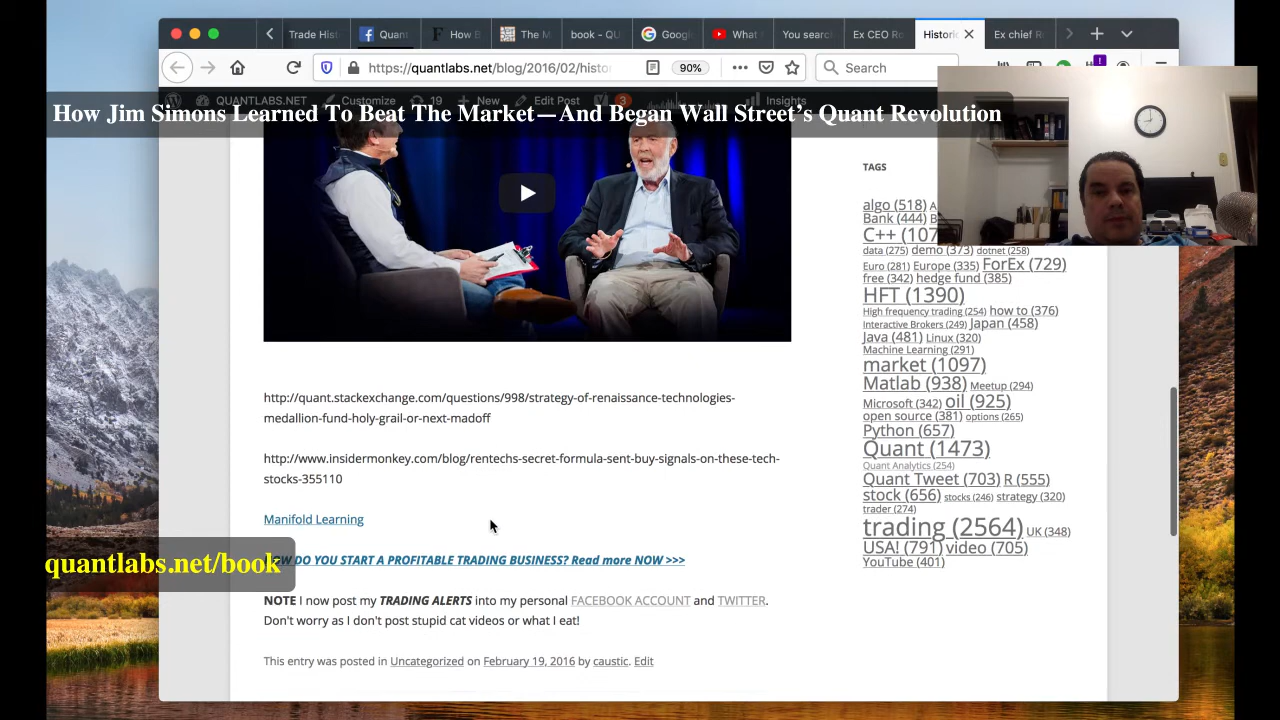 Trade Hist
Quant
How B
The M
book - QU
Googl
What
You searc
Ex CEO Ro
Histori
Ex chief R
https://quantlabs.net/blog/2016/02/histo
90%
Search
QUANTLABS.NET
Customize
19
New
Edit Post
3
Insights
How Jim Simons Learned To Beat The Market—And Began Wall Street's Quant Revolution
http://quant.stackexchange.com/questions/998/strategy-of-renaissance-technologies-
medallion-fund-holy-grail-or-next-madoff
http://www.insidermonkey.com/blog/rentechs-secret-formula-sent-buy-signals-on-these-tech-
stocks-355110
Manifold Learning
DO YOU START A PROFITABLE TRADING BUSINESS? Read more NOW >>>
quantlabs.net/book
NOTE I now post my TRADING ALERTS into my personal FACEBOOK ACCOUNT and TWITTER.
Don't worry as I don't post stupid cat videos or what I eat!
This entry was posted in Uncategorized on February 19, 2016 by caustic. Edit
TAGS
algo (518) A
Bank (444) B
C++ (107
data (275) demo (373) dotnet (258)
Euro (281) Europe (335) ForEx (729)
free (342) hedge fund (385)
HFT (1390)
High frequency trading (254) how to (376)
Interactive Brokers (249) Japan (458)
Java (481) Linux (320)
Machine Learning (291)
market (1097)
Matlab (938) Meetup (294)
Microsoft (342) oil (925)
open source (381) options (265)
Python (657)
Quant (1473)
Quant Analytics (254)
Quant Tweet (703) R (555)
stock (656) stocks (246) strategy (320)
trader (274)
trading (2564) UK (348)
USA! (791) video (705)
YouTube (401)